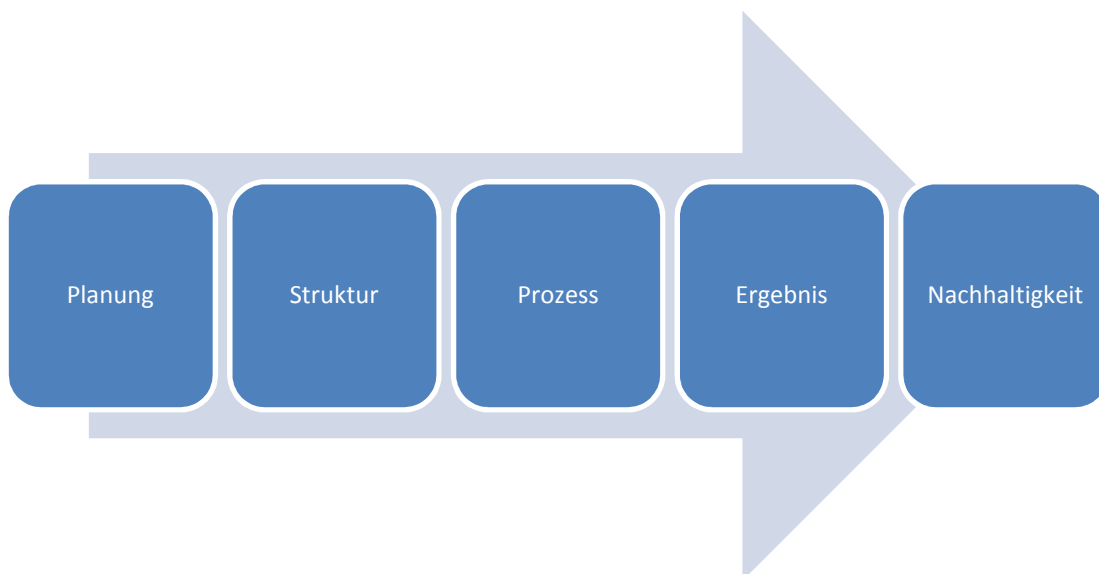 Planung
Struktur
Prozess
Ergebnis
Nachhaltigkeit